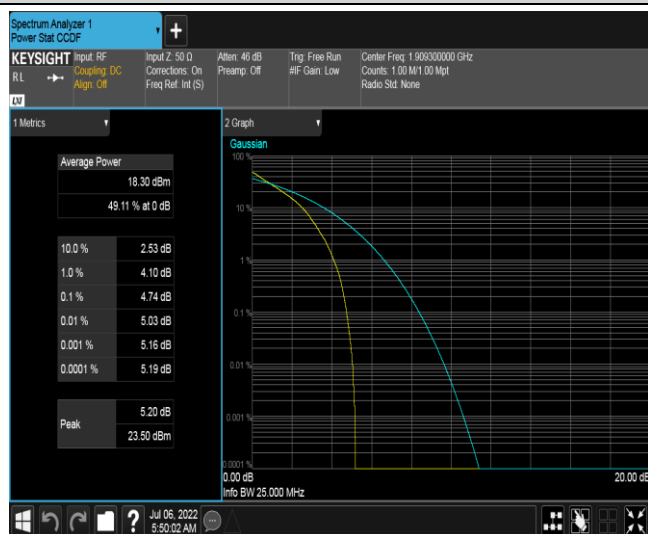 Spectrum Analyzer 1
Power Stat CCDF
+
KEYSIGHT
RL
LXI
Input: RF
Coupling: DC
Align: Off
Input Z: 50 Ω
Corrections: On
Freq Ref: Int (S)
Atten: 46 dB
Preamp: Off
Trig: Free Run
#IF Gain: Low
Center Freq: 1.909300000 GHz
Counts: 1.00 M/1.00 Mpt
Radio Std: None
1 Metrics
Average Power
18.30 dBm
49.11 % at 0 dB
10.0 % 2.53 dB
1.0 % 4.10 dB
0.1 % 4.74 dB
0.01 % 5.03 dB
0.001 % 5.16 dB
0.0001 % 5.19 dB
Peak
5.20 dB
23.50 dBm
2 Graph
Gaussian
100 %
10 %
1 %
0.1 %
0.01 %
0.001 %
0.0001 %
0.00 dB
20.00 dB
Info BW 25.000 MHz
?
Jul 06, 2022
5:50:02 AM